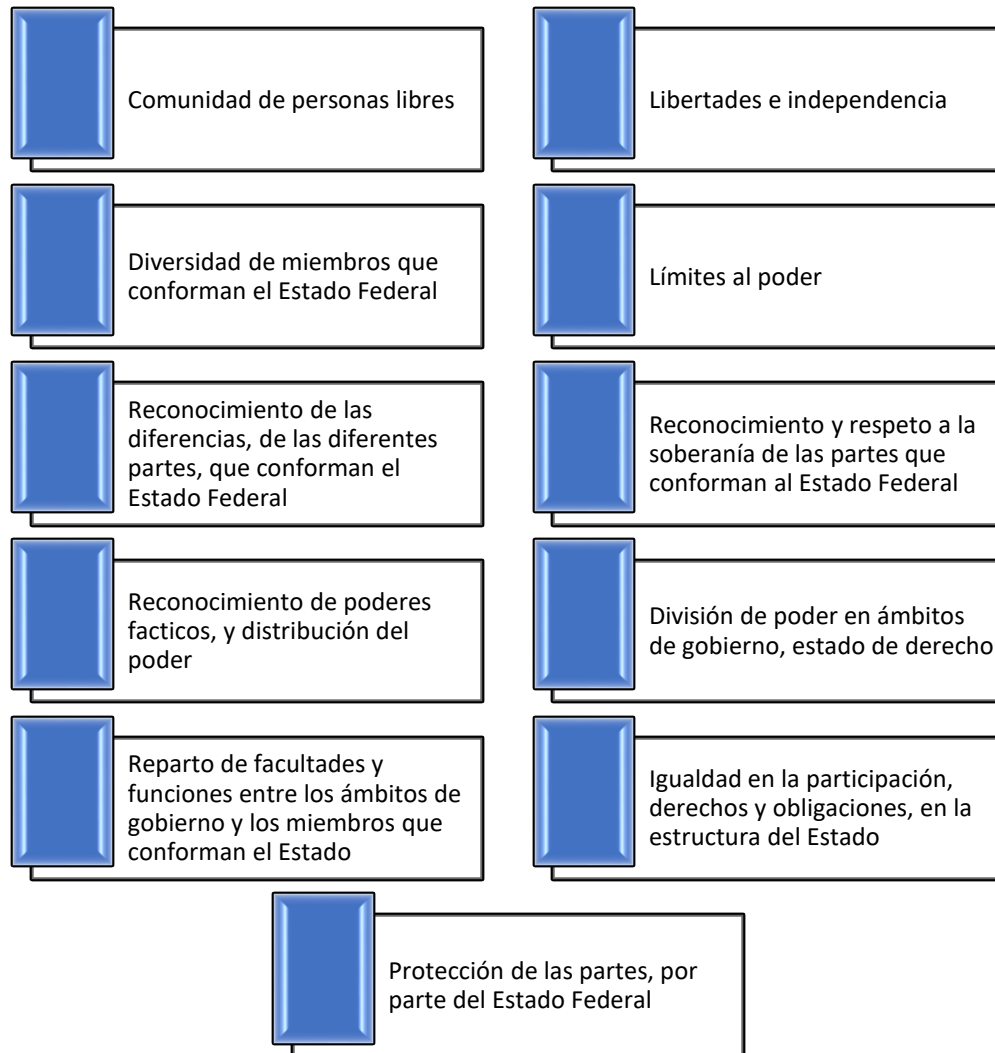 Comunidad de personas libres
Libertades e independencia
Diversidad de miembros que
conforman el Estado Federal
Límites al poder
Reconocimiento de las
diferencias, de las diferentes
partes, que conforman el
Estado Federal
Reconocimiento y respeto a la
soberanía de las partes que
conforman al Estado Federal
Reconocimiento de poderes
facticos, y distribución del
poder
División de poder en ámbitos
de gobierno, estado de derecho
Reparto de facultades y
funciones entre los ámbitos de
gobierno y los miembros que
conforman el Estado
Igualdad en la participación,
derechos y obligaciones, en la
estructura del Estado
Protección de las partes, por
parte del Estado Federal